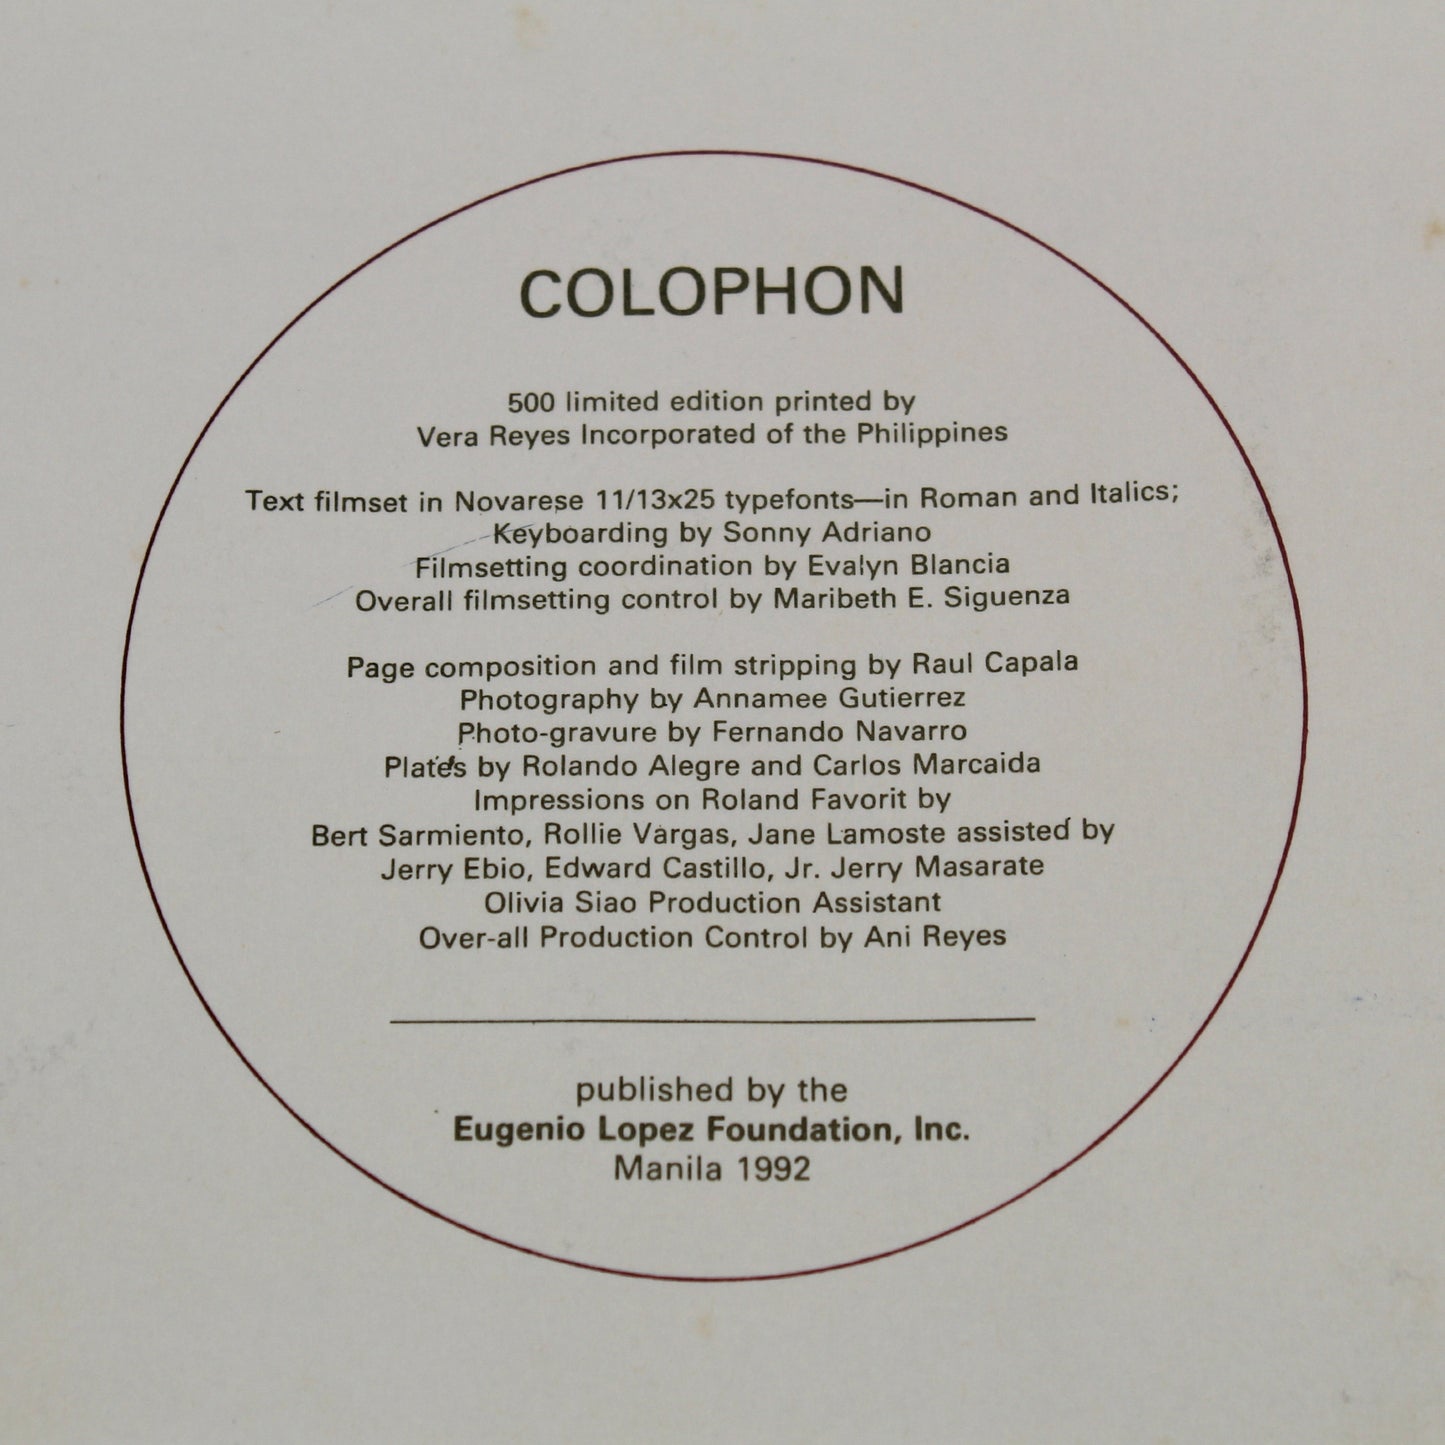 COLOPHON
500 limited edition printed by
Vera Reyes Incorporated of the Philippines
Text filmset in Novarese 11/13x25 typefonts—in Roman and Italics;
Keyboarding by Sonny Adriano
Filmsetting coordination by Evalyn Blancia
Overall filmsetting control by Maribeth E. Siguenza
Page composition and film stripping by Raul Capala
Photography by Annamee Gutierrez
Photo-gravure by Fernando Navarro
Plates by Rolando Alegre and Carlos Marcaida
Impressions on Roland Favorit by
Bert Sarmiento, Rollie Vargas, Jane Lamoste assisted by
Jerry Ebio, Edward Castillo, Jr. Jerry Masarate
Olivia Siao Production Assistant
Over-all Production Control by Ani Reyes
published by the
Eugenio Lopez Foundation, Inc.
Manila 1992